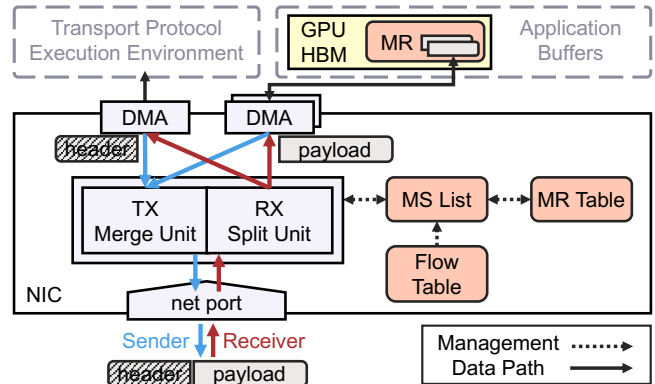 Transport Protocol
Execution Environment
GPU
HBM
MR
Application
Buffers
DMA
DMA
header
payload
TX
Merge Unit
RX
Split Unit
MS List
MR Table
Flow
Table
NIC
net port
Sender
Receiver
header
payload
Management
Data Path